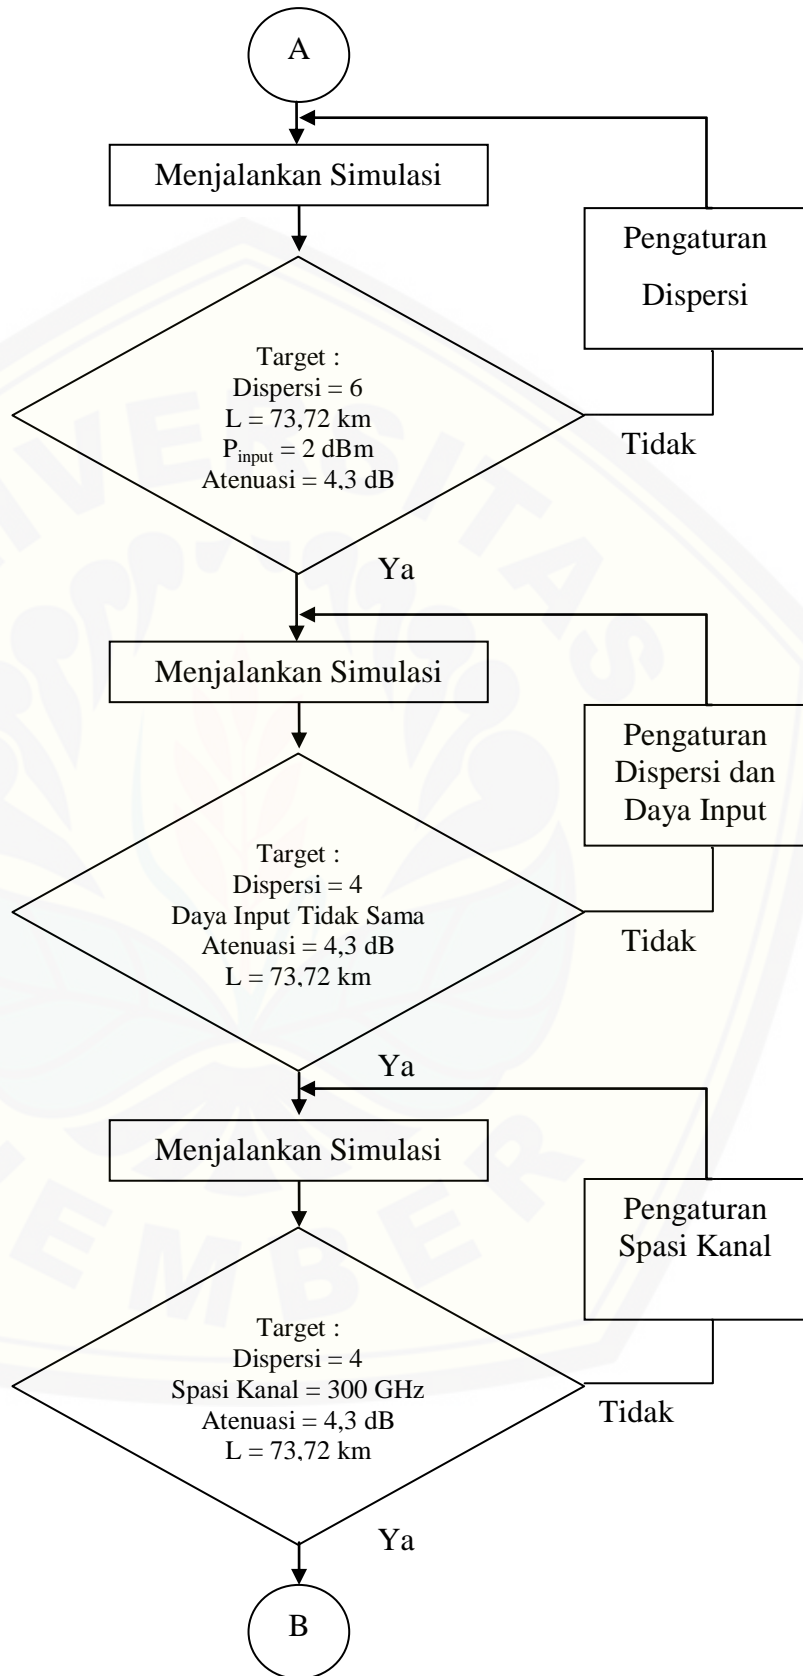 A
Menjalankan Simulasi
Pengaturan
Dispersi
Target :
Dispersi = 6
L = 73,72 km
Pinput = 2 dBm
Atenuasi = 4,3 dB
Tidak
Ya
Menjalankan Simulasi
Pengaturan
Dispersi dan
Daya Input
Target :
Dispersi = 4
Daya Input Tidak Sama
Atenuasi = 4,3 dB
L = 73,72 km
Tidak
Ya
Menjalankan Simulasi
Pengaturan
Spasi Kanal
Target :
Dispersi = 4
Spasi Kanal = 300 GHz
Atenuasi = 4,3 dB
L = 73,72 km
Tidak
Ya
B
IVERSITAS
EMBER